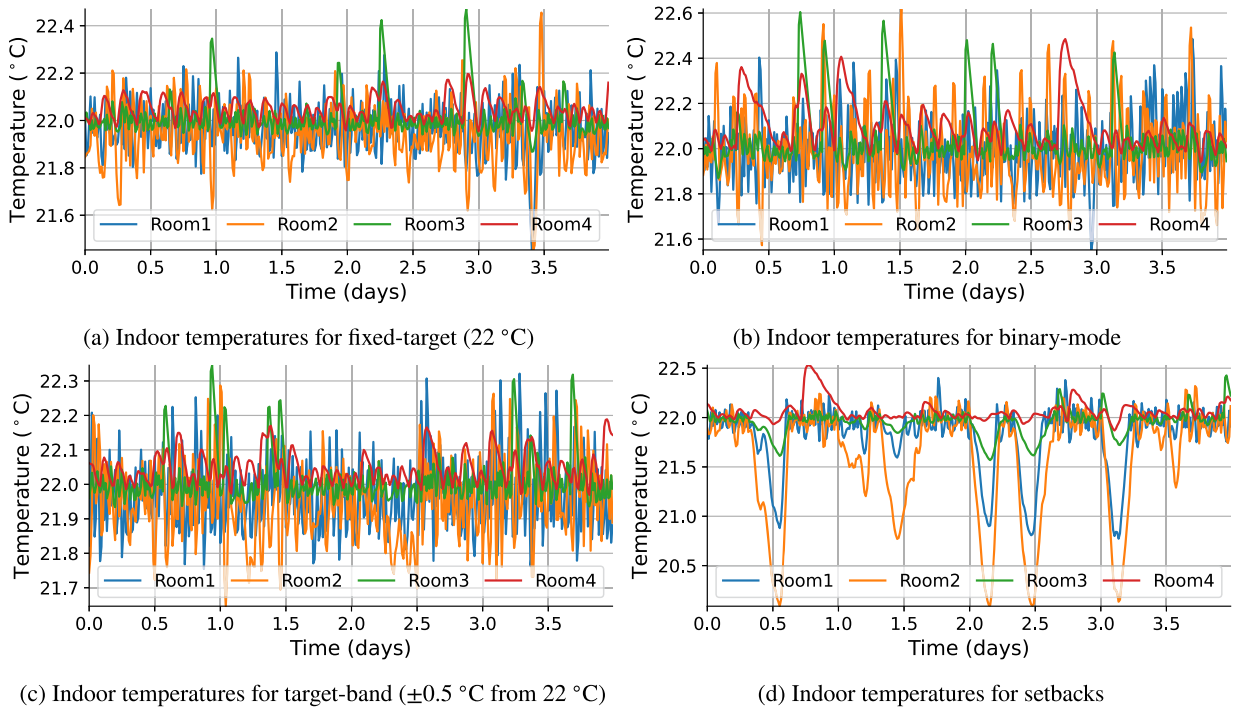 22.4
22.2
22.0
21.8
21.6
Temperature (°C)
Room1 Room2 Room3 Room4
0.0 0.5 1.0 1.5 2.0 2.5 3.0 3.5
Time (days)
(a) Indoor temperatures for fixed-target (22 °C)
22.6
22.4
22.2
22.0
21.8
21.6
Temperature (°C)
Room1 Room2 Room3 Room4
0.0 0.5 1.0 1.5 2.0 2.5 3.0 3.5
Time (days)
(b) Indoor temperatures for binary-mode
22.3
22.2
22.1
22.0
21.9
21.8
21.7
Temperature (°C)
Room1 Room2 Room3 Room4
0.0 0.5 1.0 1.5 2.0 2.5 3.0 3.5
Time (days)
(c) Indoor temperatures for target-band (±0.5 °C from 22 °C)
22.5
22.0
21.5
21.0
20.5
Temperature (°C)
Room1 Room2 Room3 Room4
0.0 0.5 1.0 1.5 2.0 2.5 3.0 3.5
Time (days)
(d) Indoor temperatures for setbacks